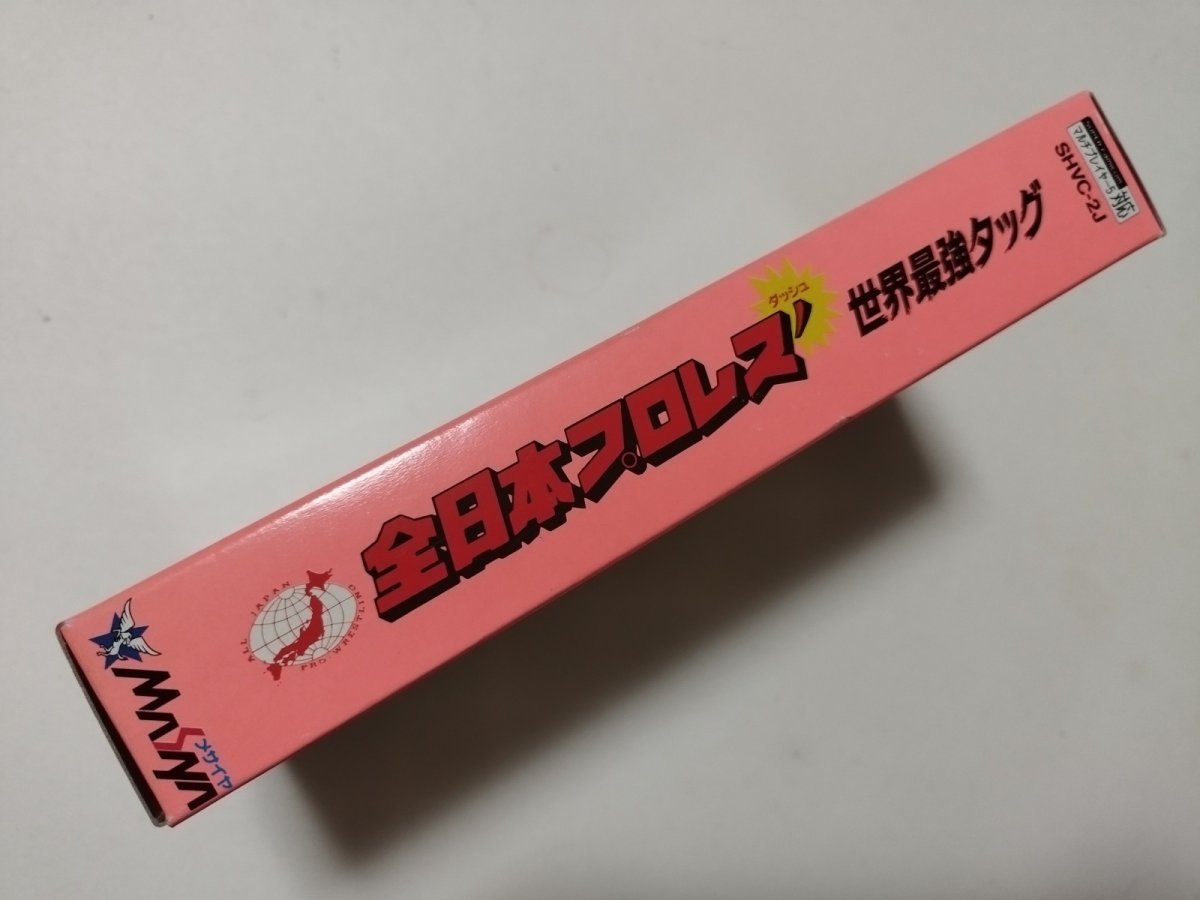 ALL JAPAN
PRO-WRESTLING
全日本プロレス'
ダッシュ
世界最強タッグ
SHVC-2J
マルチプレイヤー5対応
メサイヤ